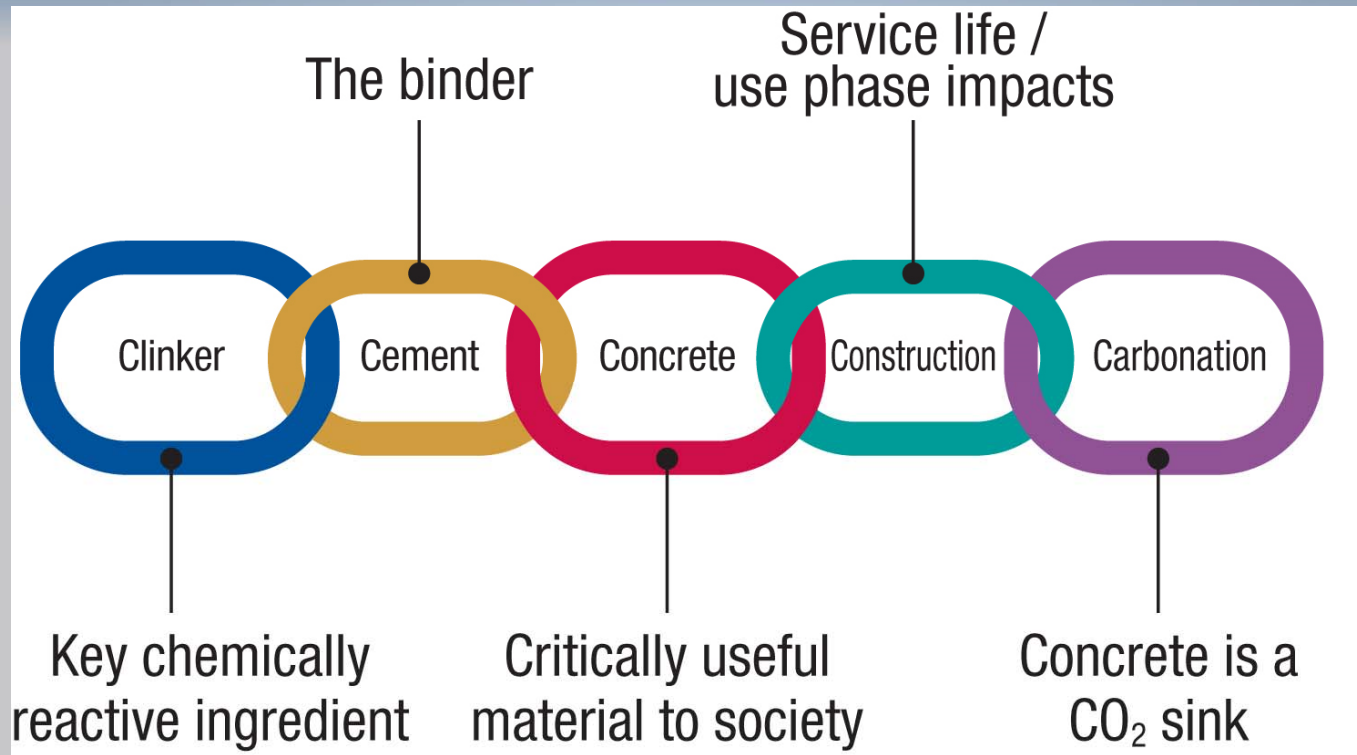 The binder
Service life /
use phase impacts
Clinker
Cement
Concrete
Construction
Carbonation
Key chemically
reactive ingredient
Critically useful
material to society
Concrete is a
CO₂ sink